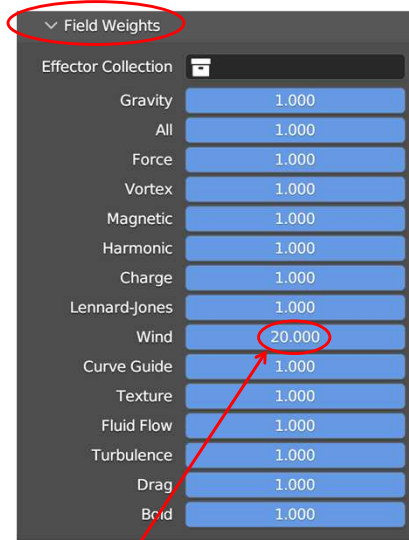 Field Weights
Effector Collection
Gravity 1.000
All 1.000
Force 1.000
Vortex 1.000
Magnetic 1.000
Harmonic 1.000
Charge 1.000
Lennard-Jones 1.000
Wind 20.000
Curve Guide 1.000
Texture 1.000
Fluid Flow 1.000
Turbulence 1.000
Drag 1.000
Boid 1.000